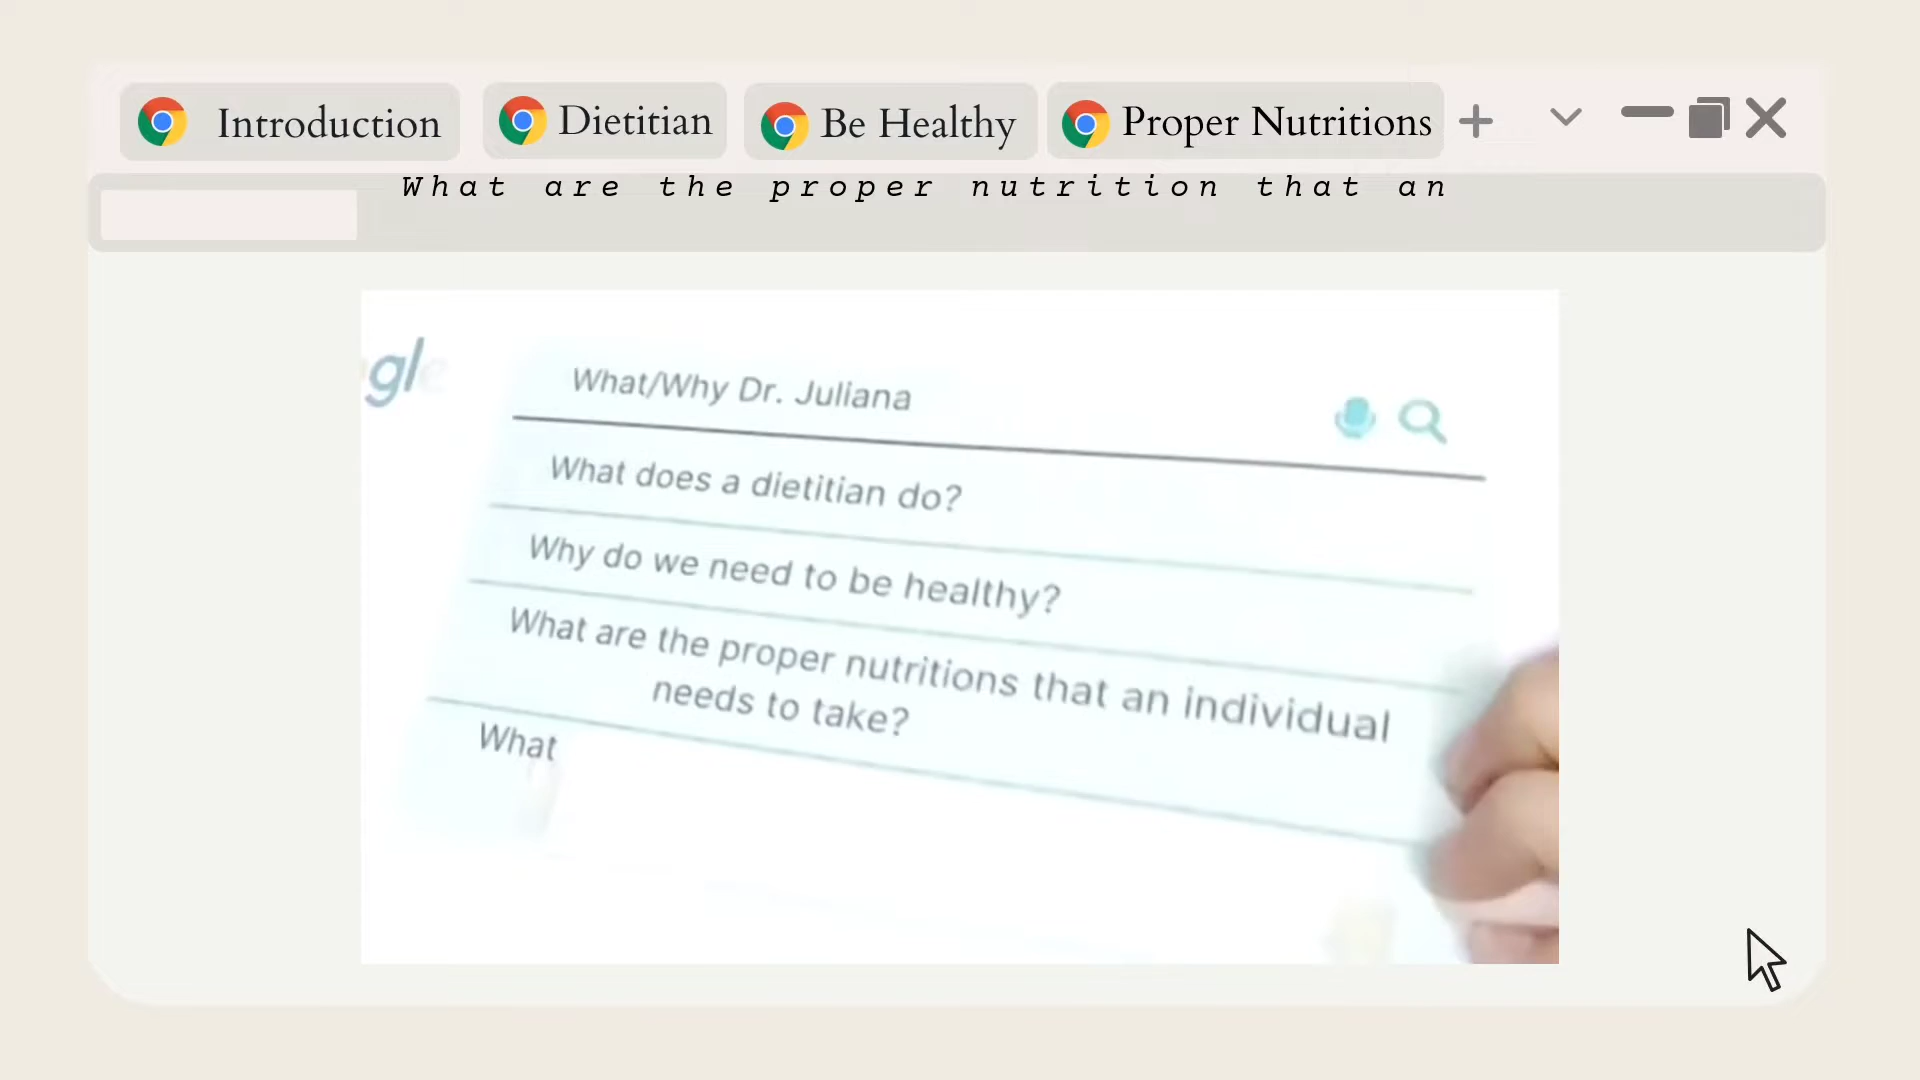 Introduction
Dietitian
Be Healthy
Proper Nutritions
What are the proper nutrition that an
gle
What/Why Dr. Juliana
What does a dietitian do?
Why do we need to be healthy?
What are the proper nutritions that an individual
needs to take?
What